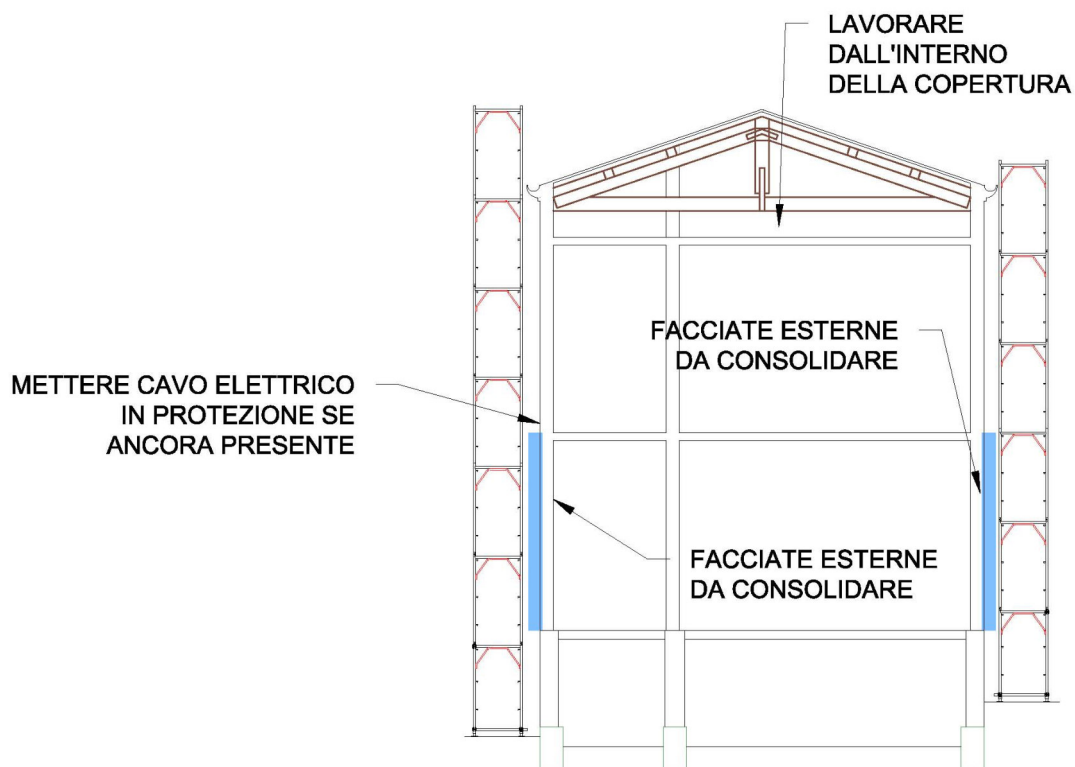 LAVORARE
DALL'INTERNO
DELLA COPERTURA
FACCIATE ESTERNE
DA CONSOLIDARE
METTERE CAVO ELETTRICO
IN PROTEZIONE SE
ANCORA PRESENTE
FACCIATE ESTERNE
DA CONSOLIDARE